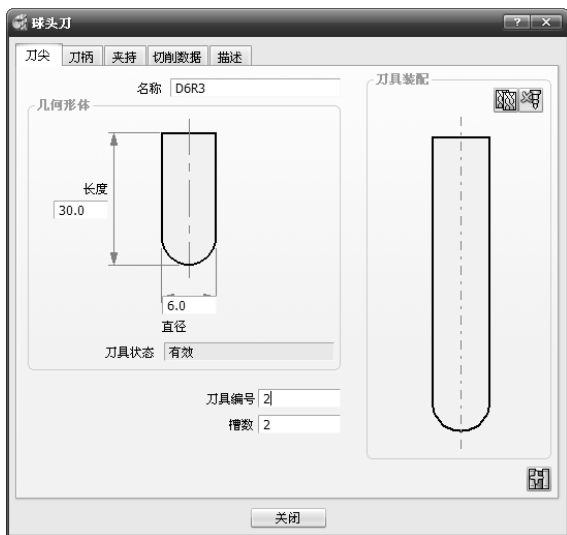 球头刀
刀尖 刀柄 夹持 切削数据 描述
名称 D6R3
几何形体
长度
30.0
6.0
直径
刀具状态 有效
刀具编号 2
槽数 2
刀具装配
关闭